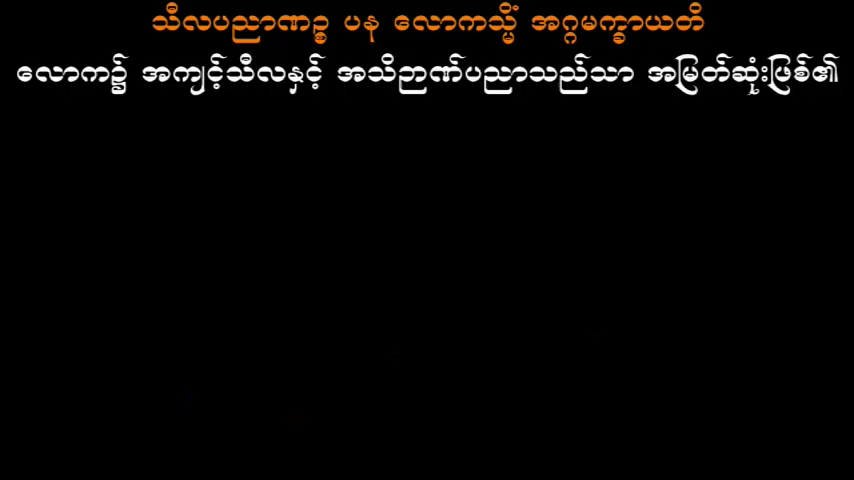 သီလပညာဏဉ္စ ပန လောကသ္မိံ အဂ္ဂမက္ခာယတိ
လောက၌ အကျင့်သီလနှင့် အသိဉာဏ်ပညာသည်သာ အမြတ်ဆုံးဖြစ်၏